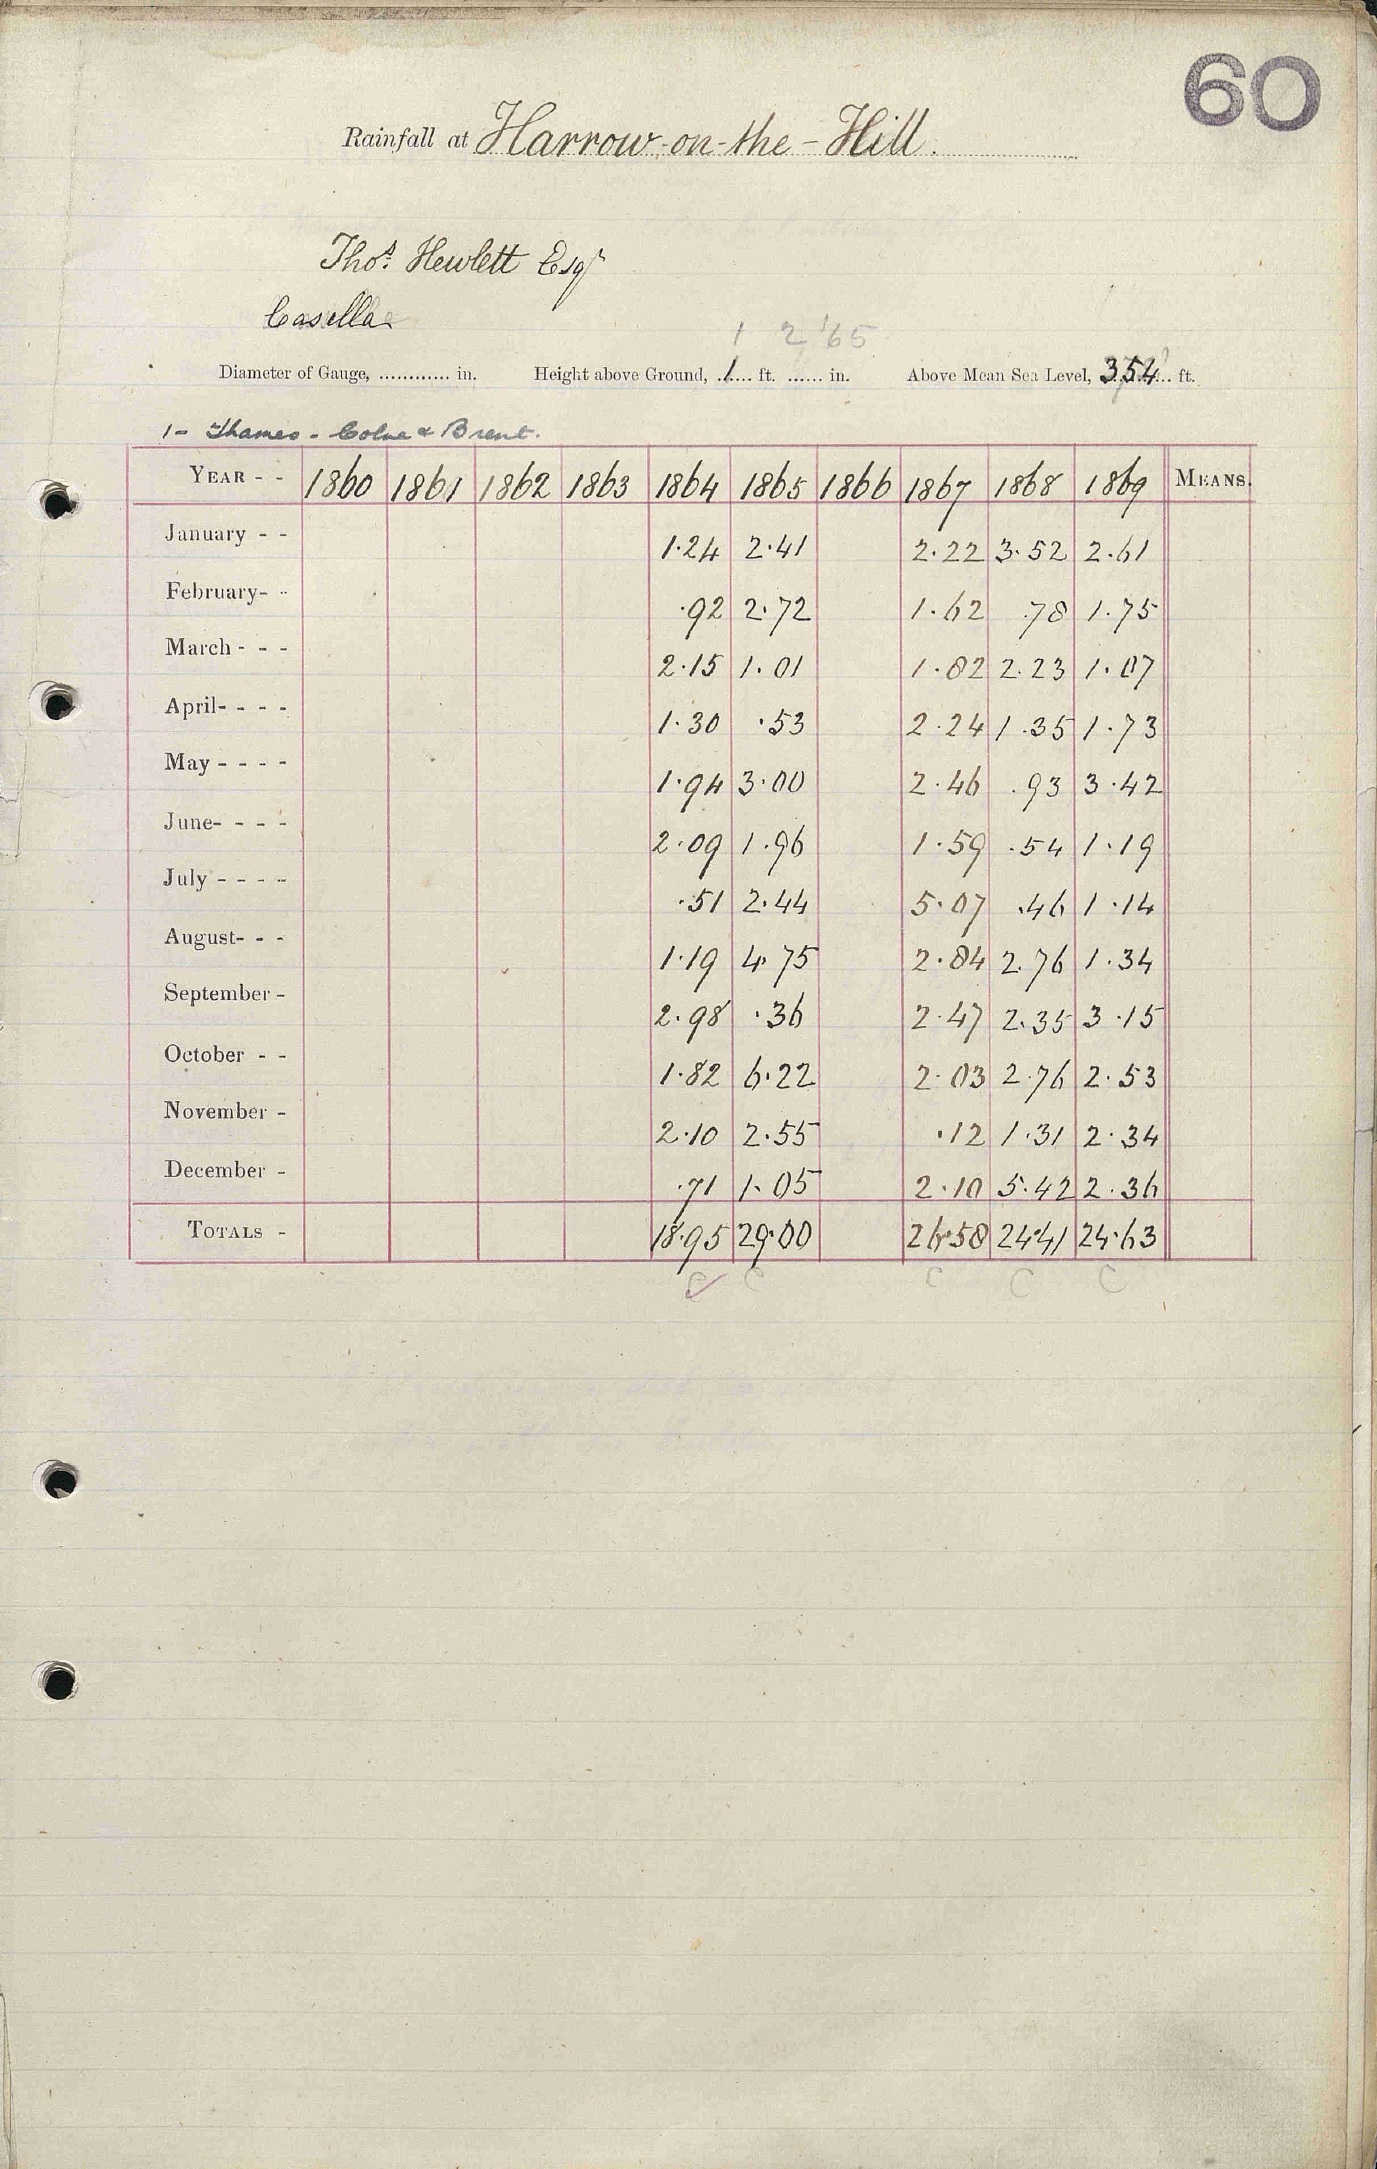 60
Rainfall at Harrow-on-the-Hill.
Thos. Hewlett Esqr
Casella
1 2 '65
Diameter of Gauge, ............ in. Height above Ground, 1 ft. ...... in. Above Mean Sea Level, 354 ft.
1- Thames - Colne & Brent.
YEAR - - 1860 1861 1862 1863 1864 1865 1866 1867 1868 1869 MEANS.
January - - 1.24 2.41 2.22 3.52 2.61
February- - .92 2.72 1.62 .78 1.75
March - - - 2.15 1.01 1.82 2.23 1.07
April- - - - 1.30 .53 2.24 1.35 1.73
May - - - - 1.94 3.00 2.46 .93 3.42
June- - - - 2.09 1.96 1.59 .54 1.19
July - - - - .51 2.44 5.07 .46 1.14
August- - - 1.19 4.75 2.84 2.76 1.34
September - 2.98 .36 2.47 2.35 3.15
October - - 1.82 6.22 2.03 2.76 2.53
November - 2.10 2.55 .12 1.31 2.34
December - .71 1.05 2.10 5.42 2.36
TOTALS - 18.95 29.00 26.58 24.41 24.63
C C C C C